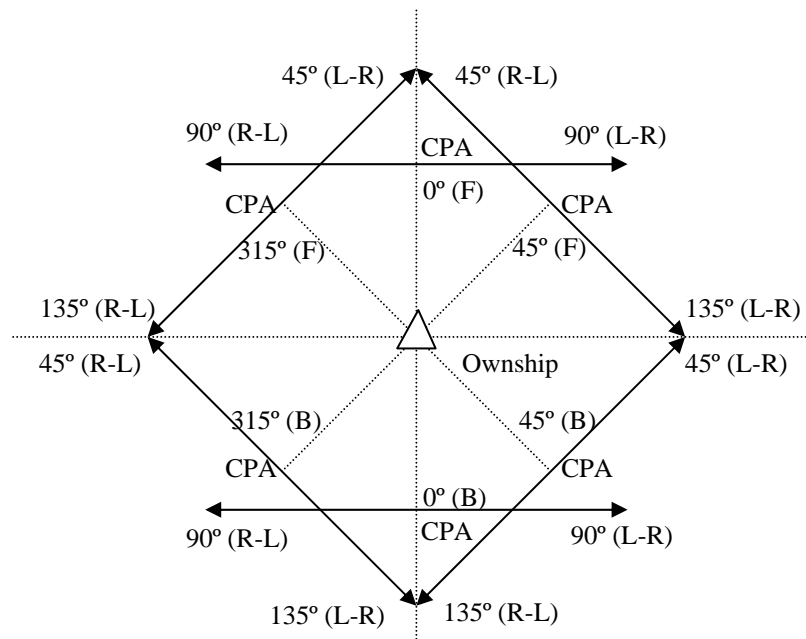 45º (L-R) 45º (R-L)
90º (R-L) CPA 90º (L-R)
0º (F)
CPA CPA
315º (F) 45º (F)
135º (R-L) 135º (L-R)
45º (R-L) Ownship 45º (L-R)
315º (B) 45º (B)
CPA CPA
0º (B)
90º (R-L) CPA 90º (L-R)
135º (L-R) 135º (R-L)